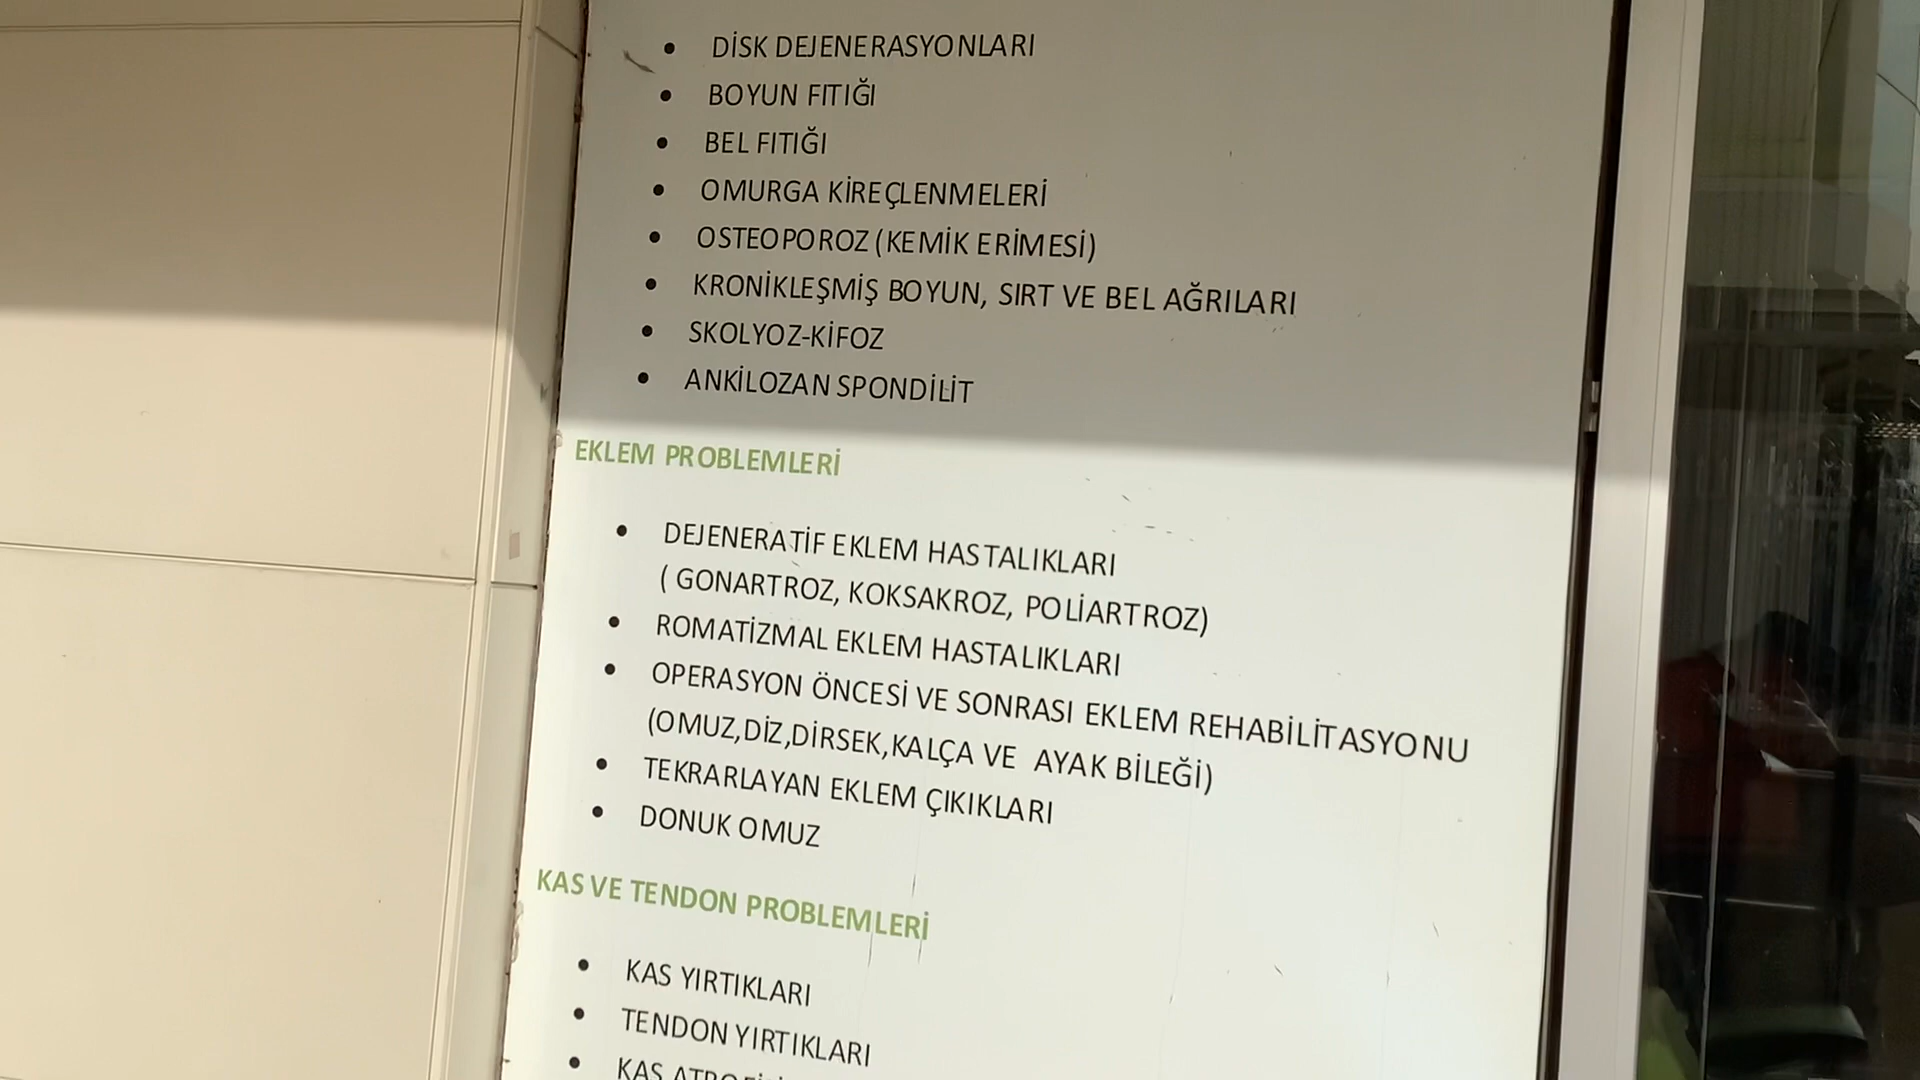 • DİSK DEJENERASYONLARI
• BOYUN FITIĞI
• BEL FITIĞI
• OMURGA KİREÇLENMELERİ
• OSTEOPOROZ (KEMİK ERİMESİ)
• KRONİKLEŞMİŞ BOYUN, SIRT VE BEL AĞRILARI
• SKOLYOZ-KİFOZ
• ANKİLOZAN SPONDİLİT
EKLEM PROBLEMLERİ
• DEJENERATİF EKLEM HASTALIKLARI
( GONARTROZ, KOKSAKROZ, POLİARTROZ)
• ROMATİZMAL EKLEM HASTALIKLARI
• OPERASYON ÖNCESİ VE SONRASI EKLEM REHABİLİTASYONU
(OMUZ,DİZ,DİRSEK,KALÇA VE AYAK BİLEĞİ)
• TEKRARLAYAN EKLEM ÇIKIKLARI
• DONUK OMUZ
KAS VE TENDON PROBLEMLERİ
• KAS YIRTIKLARI
• TENDON YIRTIKLARI
• KAS